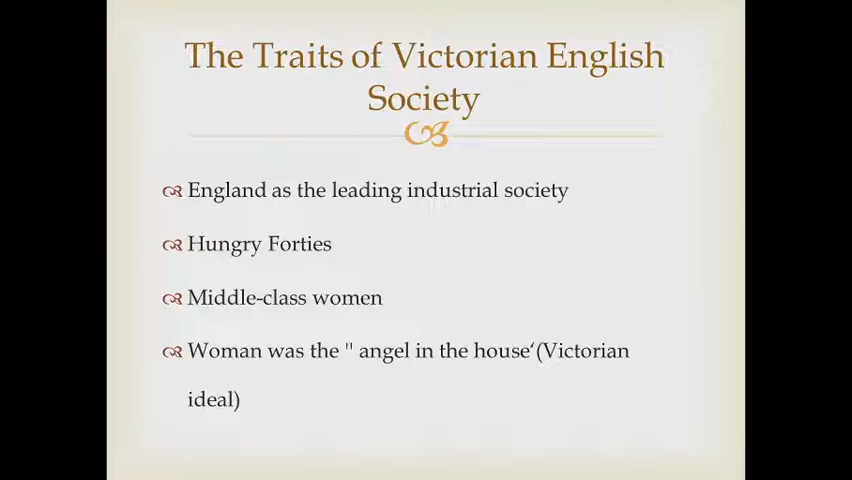 The Traits of Victorian English
Society
England as the leading industrial society
Hungry Forties
Middle-class women
Woman was the " angel in the house‘(Victorian
ideal)